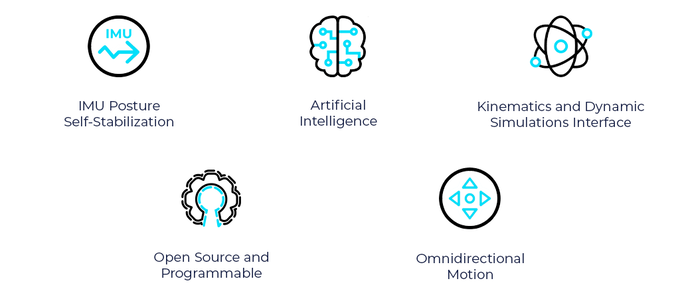 IMU
IMU Posture
Self-Stabilization
Artificial
Intelligence
Kinematics and Dynamic
Simulations Interface
Open Source and
Programmable
Omnidirectional
Motion